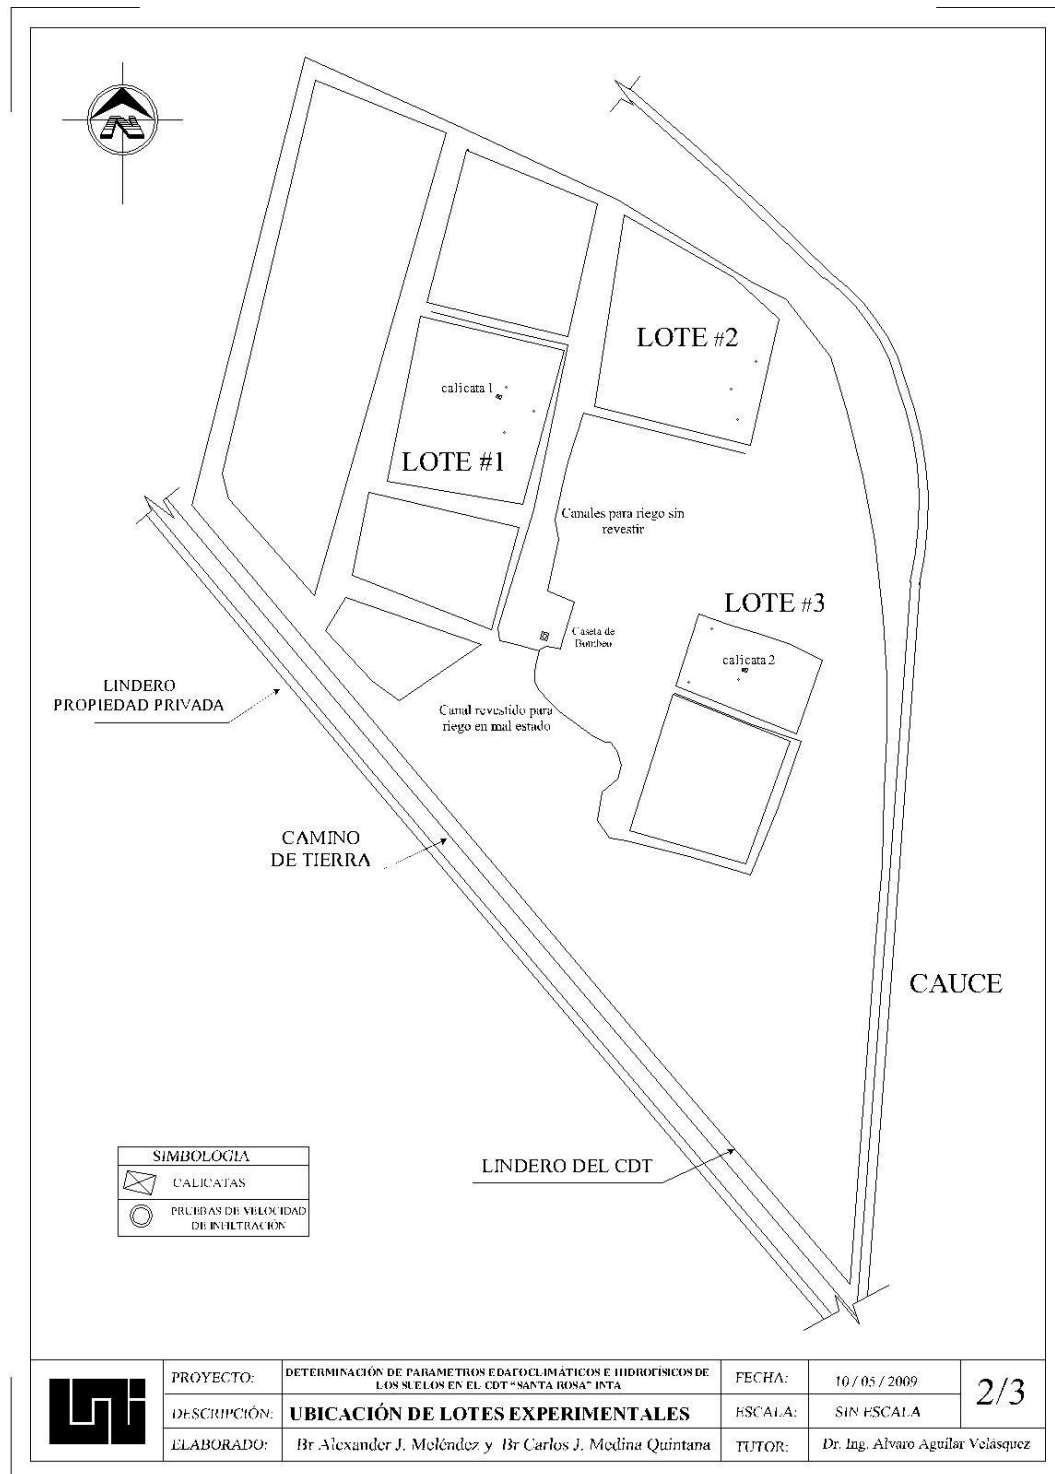 N
LOTE #2
calicata 1
LOTE #1
Canales para riego sin
revestir
LOTE #3
Caseta de
Bombeo
calicata 2
LINDERO
PROPIEDAD PRIVADA
Canal revestido para
riego en mal estado
CAMINO
DE TIERRA
CAUCE
LINDERO DEL CDT
SIMBOLOGIA
CALICATAS
PRUEBAS DE VELOCIDAD
DE INFILTRACIÓN
uni
PROYECTO:
DETERMINACIÓN DE PARAMETROS EDAFOCLIMÁTICOS E HIDROFÍSICOS DE
LOS SUELOS EN EL CDT "SANTA ROSA" INTA
FECHA:
10 / 05 / 2009
2/3
DESCRIPCIÓN:
UBICACIÓN DE LOTES EXPERIMENTALES
ESCALA:
SIN ESCALA
ELABORADO:
Br Alexander J. Meléndez y Br Carlos J. Medina Quintana
TUTOR:
Dr. Ing. Alvaro Aguilar Velásquez